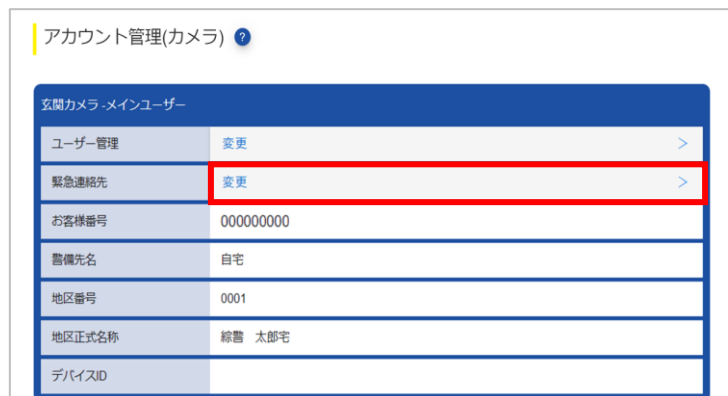 アカウント管理(カメラ) ?
玄関カメラ-メインユーザー
ユーザー管理 変更 >
緊急連絡先 変更 >
お客様番号 000000000
警備先名 自宅
地区番号 0001
地区正式名称 綜警 太郎宅
デバイスID